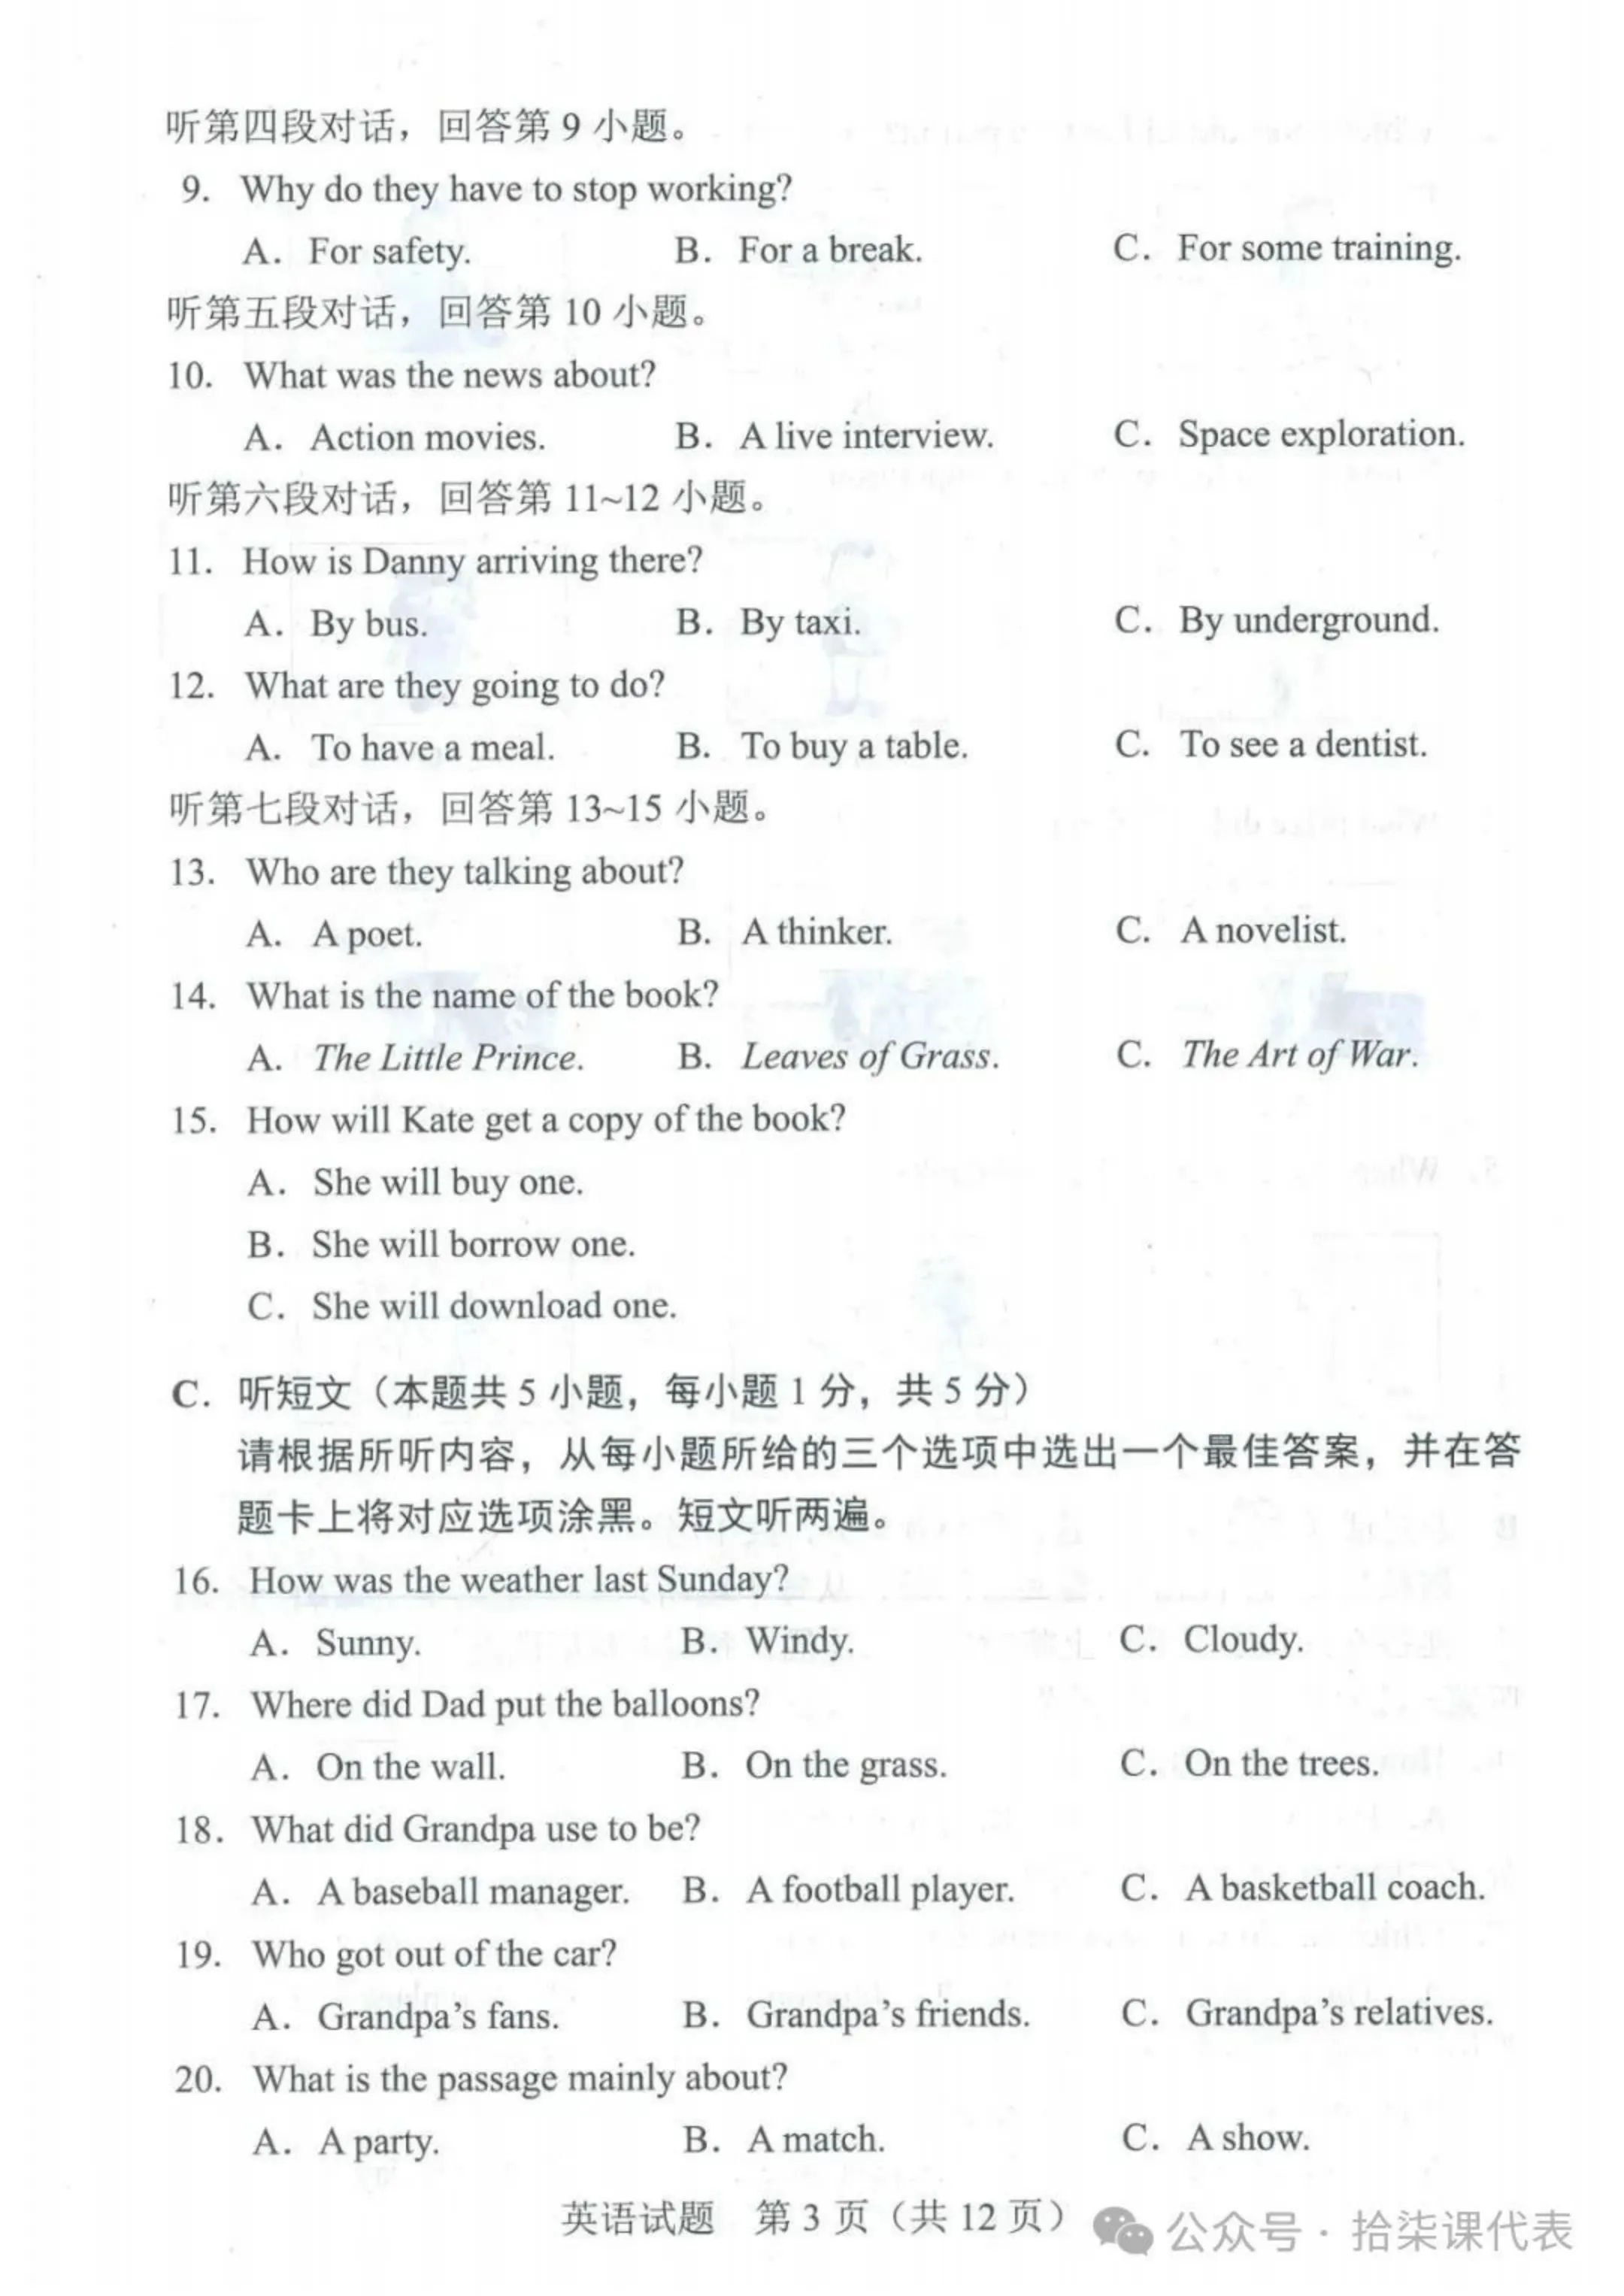 听第四段对话，回答第 9 小题。
9. Why do they have to stop working?
A. For safety. B. For a break. C. For some training.
听第五段对话，回答第 10 小题。
10. What was the news about?
A. Action movies. B. A live interview. C. Space exploration.
听第六段对话，回答第 11~12 小题。
11. How is Danny arriving there?
A. By bus. B. By taxi. C. By underground.
12. What are they going to do?
A. To have a meal. B. To buy a table. C. To see a dentist.
听第七段对话，回答第 13~15 小题。
13. Who are they talking about?
A. A poet. B. A thinker. C. A novelist.
14. What is the name of the book?
A. The Little Prince. B. Leaves of Grass. C. The Art of War.
15. How will Kate get a copy of the book?
A. She will buy one.
B. She will borrow one.
C. She will download one.
C. 听短文（本题共 5 小题，每小题 1 分，共 5 分）
请根据所听内容，从每小题所给的三个选项中选出一个最佳答案，并在答
题卡上将对应选项涂黑。短文听两遍。
16. How was the weather last Sunday?
A. Sunny. B. Windy. C. Cloudy.
17. Where did Dad put the balloons?
A. On the wall. B. On the grass. C. On the trees.
18. What did Grandpa use to be?
A. A baseball manager. B. A football player. C. A basketball coach.
19. Who got out of the car?
A. Grandpa's fans. B. Grandpa's friends. C. Grandpa's relatives.
20. What is the passage mainly about?
A. A party. B. A match. C. A show.
英语试题 第 3 页（共 12 页）
公众号 · 拾柒课代表